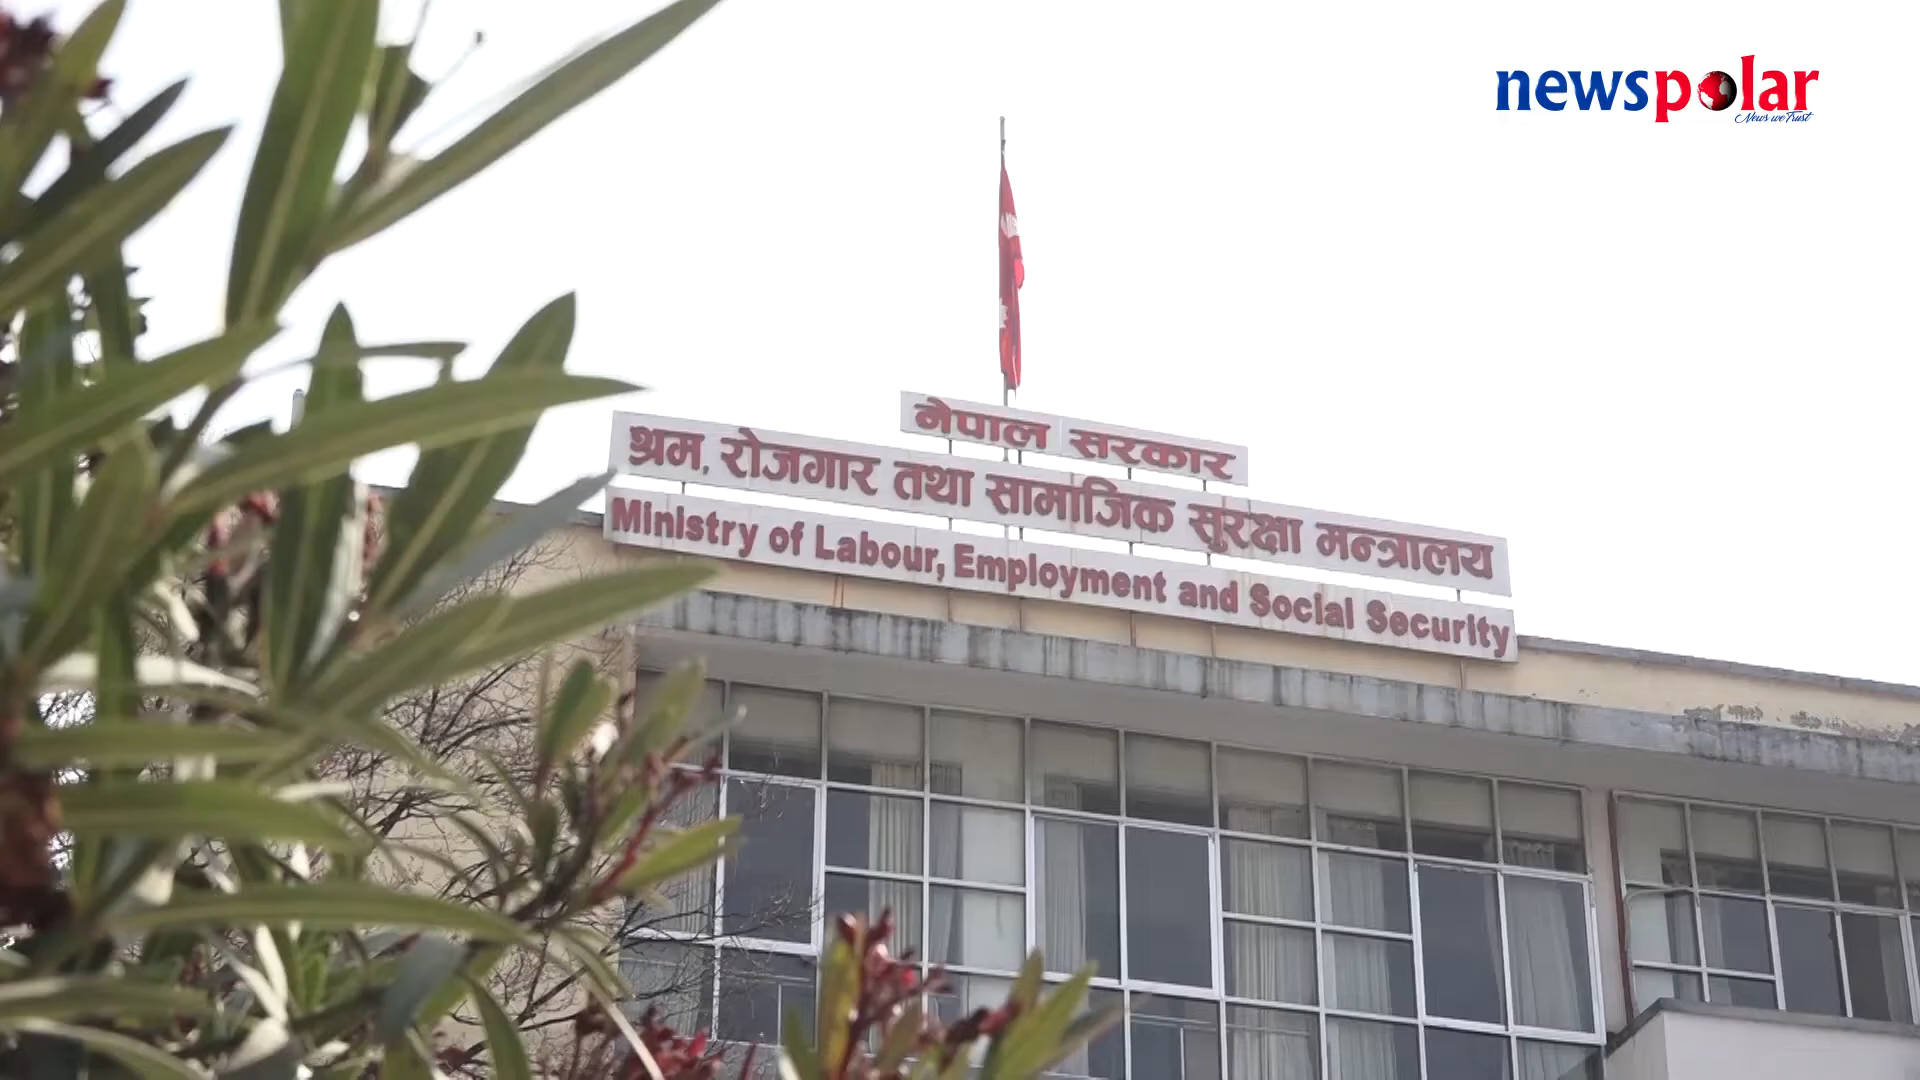 newspolar
News we Trust
नेपाल सरकार
श्रम, रोजगार तथा सामाजिक सुरक्षा मन्त्रालय
Ministry of Labour, Employment and Social Security